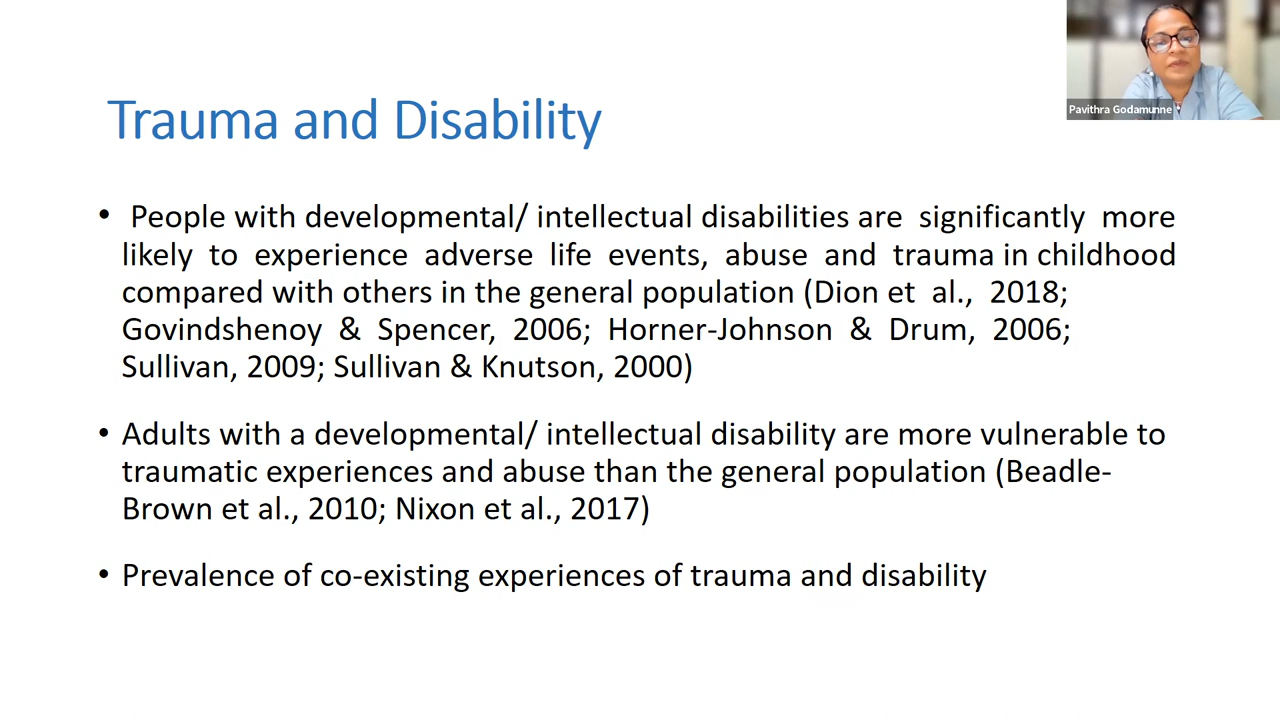 Pavithra Godamunne
Trauma and Disability
• People with developmental/ intellectual disabilities are significantly more
likely to experience adverse life events, abuse and trauma in childhood
compared with others in the general population (Dion et al., 2018;
Govindshenoy & Spencer, 2006; Horner-Johnson & Drum, 2006;
Sullivan, 2009; Sullivan & Knutson, 2000)
• Adults with a developmental/ intellectual disability are more vulnerable to
traumatic experiences and abuse than the general population (Beadle-
Brown et al., 2010; Nixon et al., 2017)
• Prevalence of co-existing experiences of trauma and disability